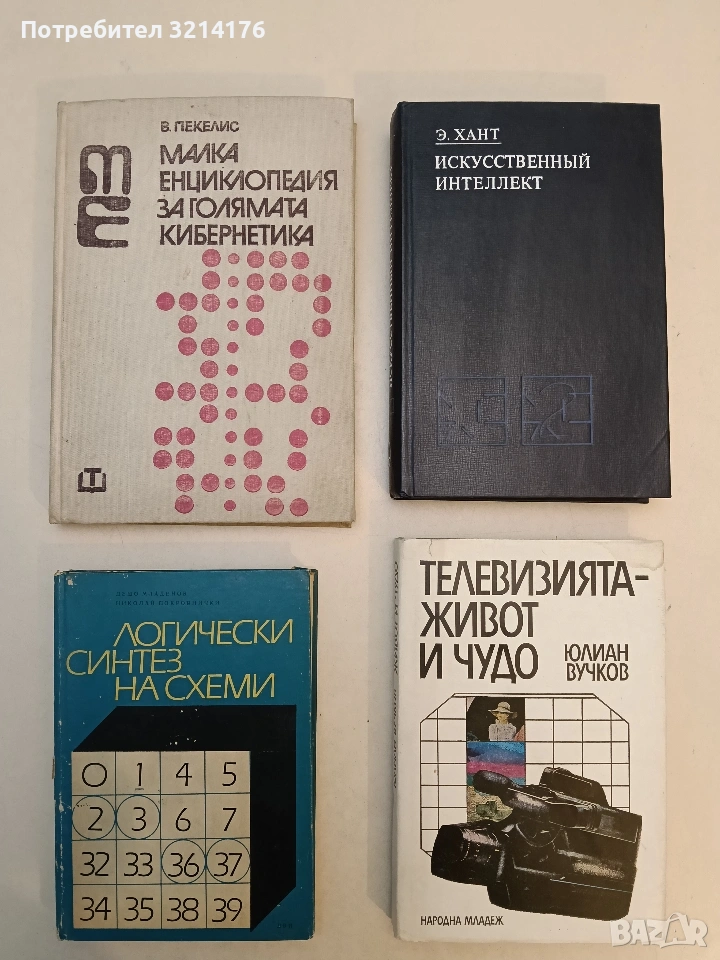 Потребител 3214176
В. ПЕКЕЛИС
МАЛКА
ЕНЦИКЛОПЕДИЯ
ЗА ГОЛЯМАТА
КИБЕРНЕТИКА
МЕ
Т
Э. ХАНТ
ИСКУССТВЕННЫЙ
ИНТЕЛЛЕКТ
ЛОГИЧЕСКИ
СИНТЕЗ
НА СХЕМИ
0 1 4 5
2 3 6 7
32 33 36 37
34 35 38 39
ТЕЛЕВИЗИЯТА-
ЖИВОТ
И ЧУДО
ЮЛИАН
ВУЧКОВ
НАРОДНА МЛАДЕЖ
BAZAR